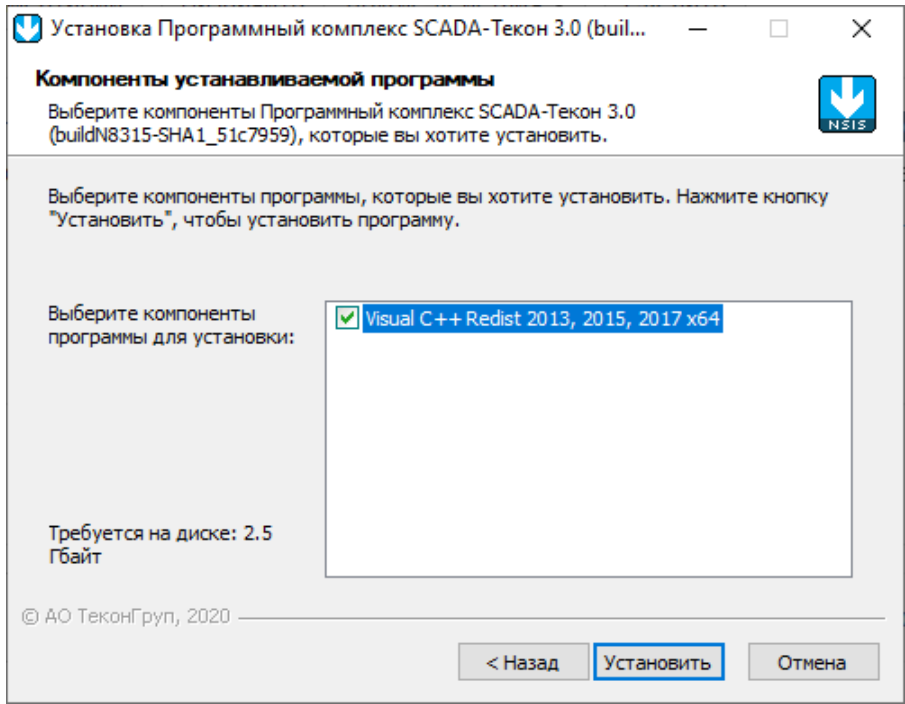 Установка Программный комплекс SCADA-Текон 3.0 (buil...
Компоненты устанавливаемой программы
Выберите компоненты Программный комплекс SCADA-Текон 3.0
(buildN8315-SHA1_51c7959), которые вы хотите установить.
NSIS
Выберите компоненты программы, которые вы хотите установить. Нажмите кнопку
"Установить", чтобы установить программу.
Выберите компоненты
программы для установки:
Visual C++ Redist 2013, 2015, 2017 x64
Требуется на диске: 2.5
Гбайт
© АО ТеконГруп, 2020
< Назад
Установить
Отмена